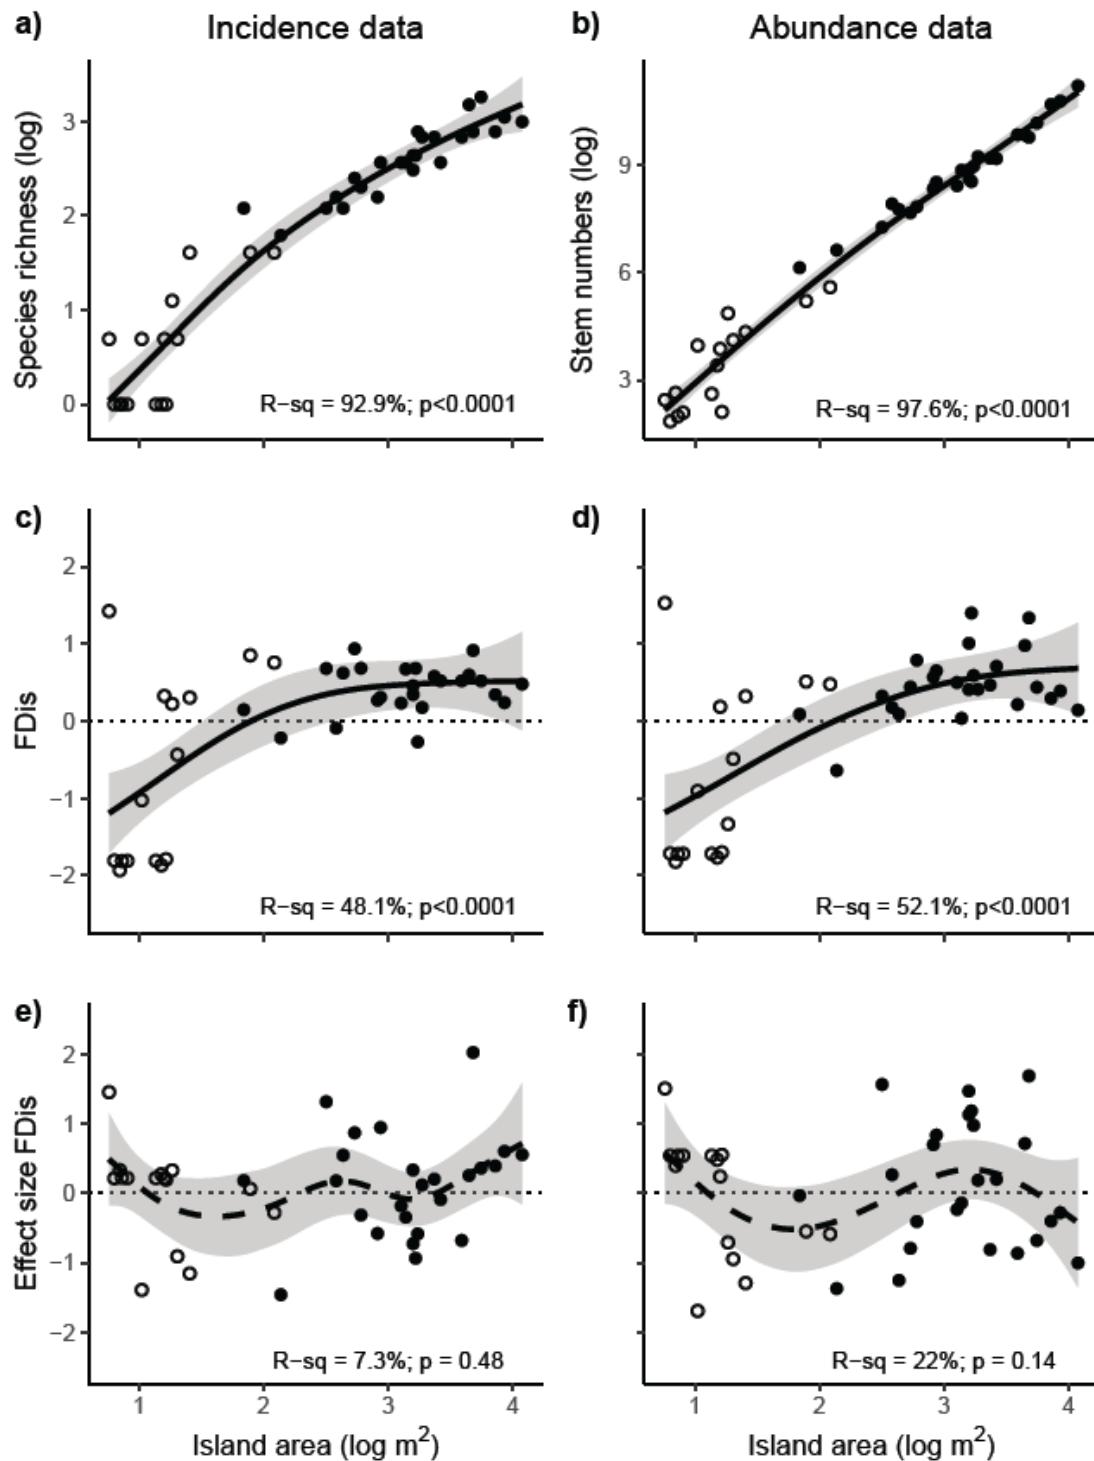 a) Incidence data
b) Abundance data
Species richness (log)
3
2
1
0
R-sq = 92.9%; p<0.0001
Stem numbers (log)
9
6
3
R-sq = 97.6%; p<0.0001
c)
FDis
2
1
0
−1
−2
R-sq = 48.1%; p<0.0001
d)
R-sq = 52.1%; p<0.0001
e)
Effect size FDis
2
1
0
−1
−2
R−sq = 7.3%; p = 0.48
1 2 3 4
Island area (log m²)
f)
R−sq = 22%; p = 0.14
1 2 3 4
Island area (log m²)